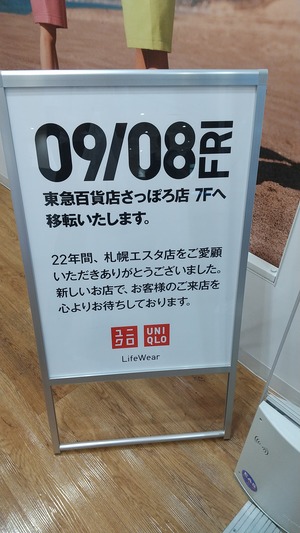 09/08 FRI
東急百貨店さっぽろ店 7Fへ
移転いたします。
22年間、札幌エスタ店をご愛顧
いただきありがとうございました。
新しいお店で、お客様のご来店を
心よりお待ちしております。
ユニ
クロ
UNI
QLO
LifeWear